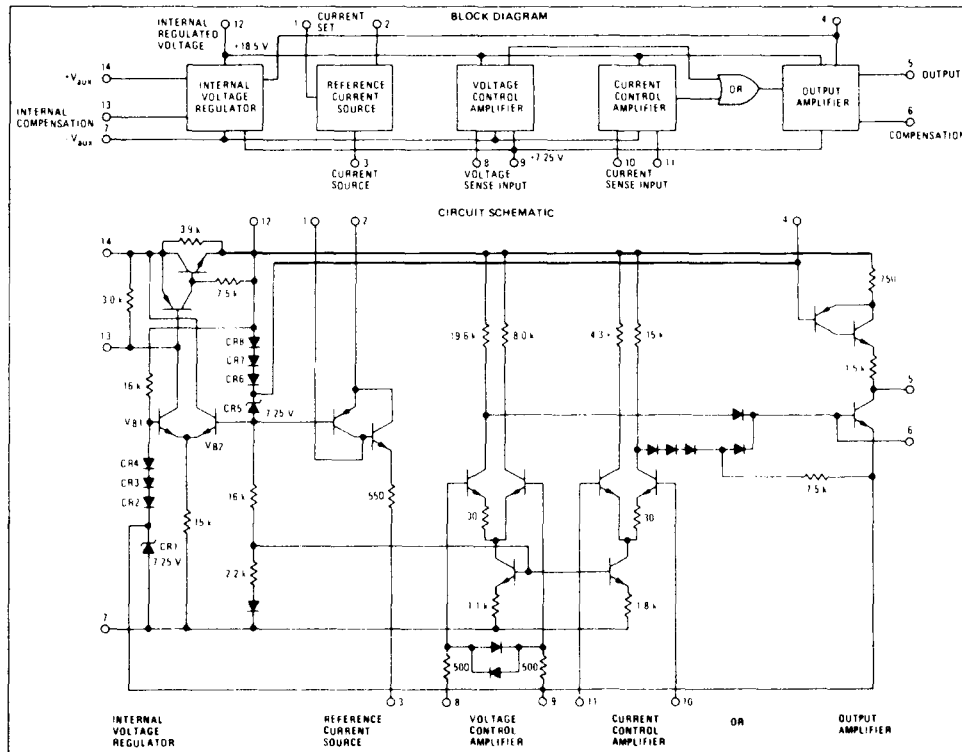 BLOCK DIAGRAM
INTERNAL REGULATED VOLTAGE
12
+18.5 V
1
CURRENT SET
2
4
14
+Vaux
13
INTERNAL COMPENSATION
7
Vaux
INTERNAL VOLTAGE REGULATOR
REFERENCE CURRENT SOURCE
VOLTAGE CONTROL AMPLIFIER
CURRENT CONTROL AMPLIFIER
OR
OUTPUT AMPLIFIER
5
OUTPUT
6
COMPENSATION
3
CURRENT SOURCE
8
9
+7.25 V
VOLTAGE SENSE INPUT
10
11
CURRENT SENSE INPUT
CIRCUIT SCHEMATIC
14
3.9 k
12
1
2
4
3.0 k
7.5 k
750
13
CR8
CR7
CR6
CR5
7.25 V
19.6 k
8.0 k
4.3 k
15 k
1.5 k
5
16 k
VB1
VB2
6
CR4
CR3
CR2
CR1
7.25 V
15 k
16 k
550
30
30
7.5 k
2.2 k
1.1 k
1.8 k
7
500
500
3
8
9
11
10
INTERNAL VOLTAGE REGULATOR
REFERENCE CURRENT SOURCE
VOLTAGE CONTROL AMPLIFIER
CURRENT CONTROL AMPLIFIER
OR
OUTPUT AMPLIFIER